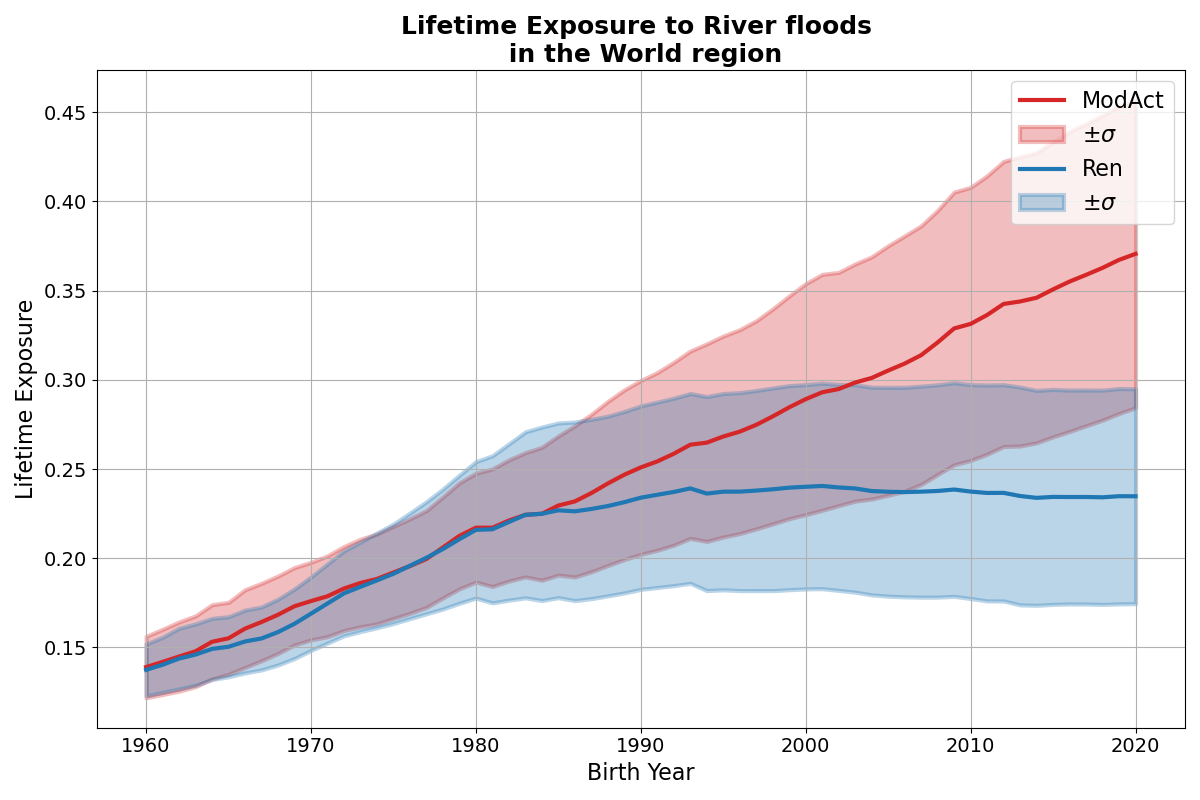 Lifetime Exposure to River floods
in the World region
ModAct
±σ
Ren
±σ
Lifetime Exposure
0.45
0.40
0.35
0.30
0.25
0.20
0.15
1960 1970 1980 1990 2000 2010 2020
Birth Year